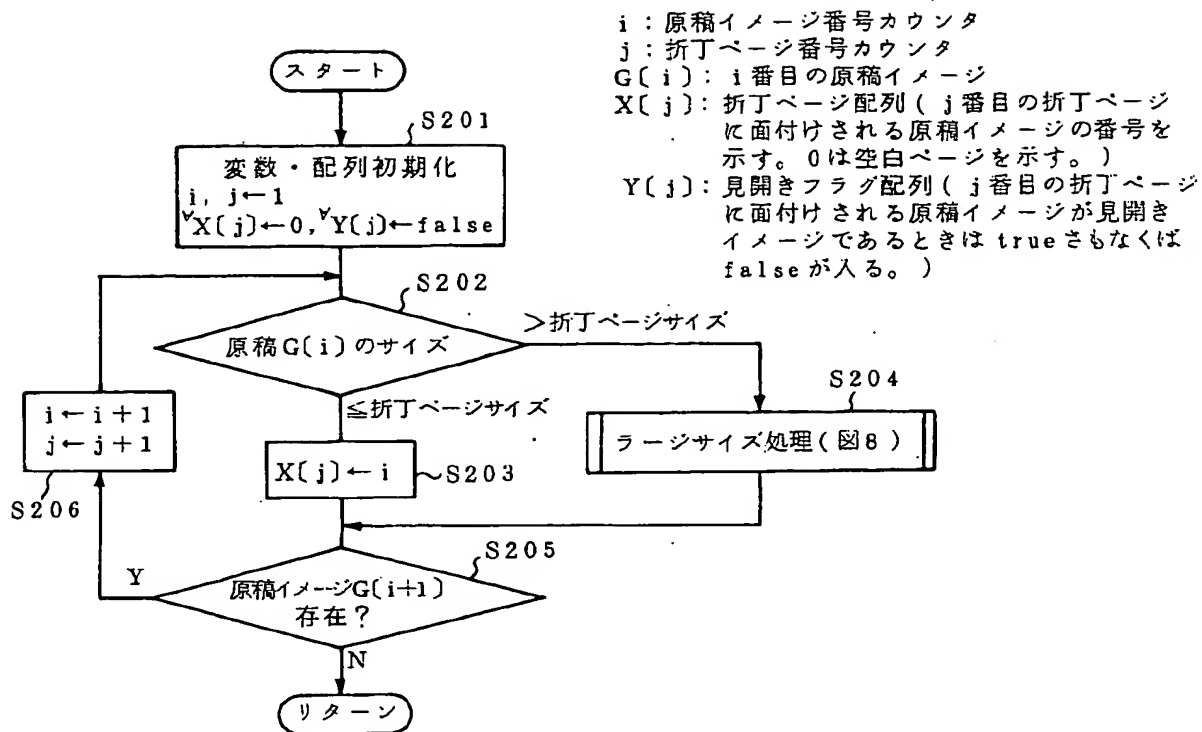 i：原稿イメージ番号カウンタ
j：折丁ページ番号カウンタ
G(i)：i番目の原稿イメージ
X(j)：折丁ページ配列(j番目の折丁ページ
に面付けされる原稿イメージの番号を
示す。0は空白ページを示す。)
Y(j)：見開きフラグ配列(j番目の折丁ページ
に面付けされる原稿イメージが見開き
イメージであるときはtrueさもなくば
falseが入る。)
スタート
S201
変数・配列初期化
i, j←1
∀X(j)←0, ∀Y(j)←false
S202
原稿G(i)のサイズ
＞折丁ページサイズ
≦折丁ページサイズ
S204
ラージサイズ処理(図8)
i←i+1
j←j+1
S206
X(j)←i
S203
S205
原稿イメージG(i+1)
存在？
Y
N
リターン